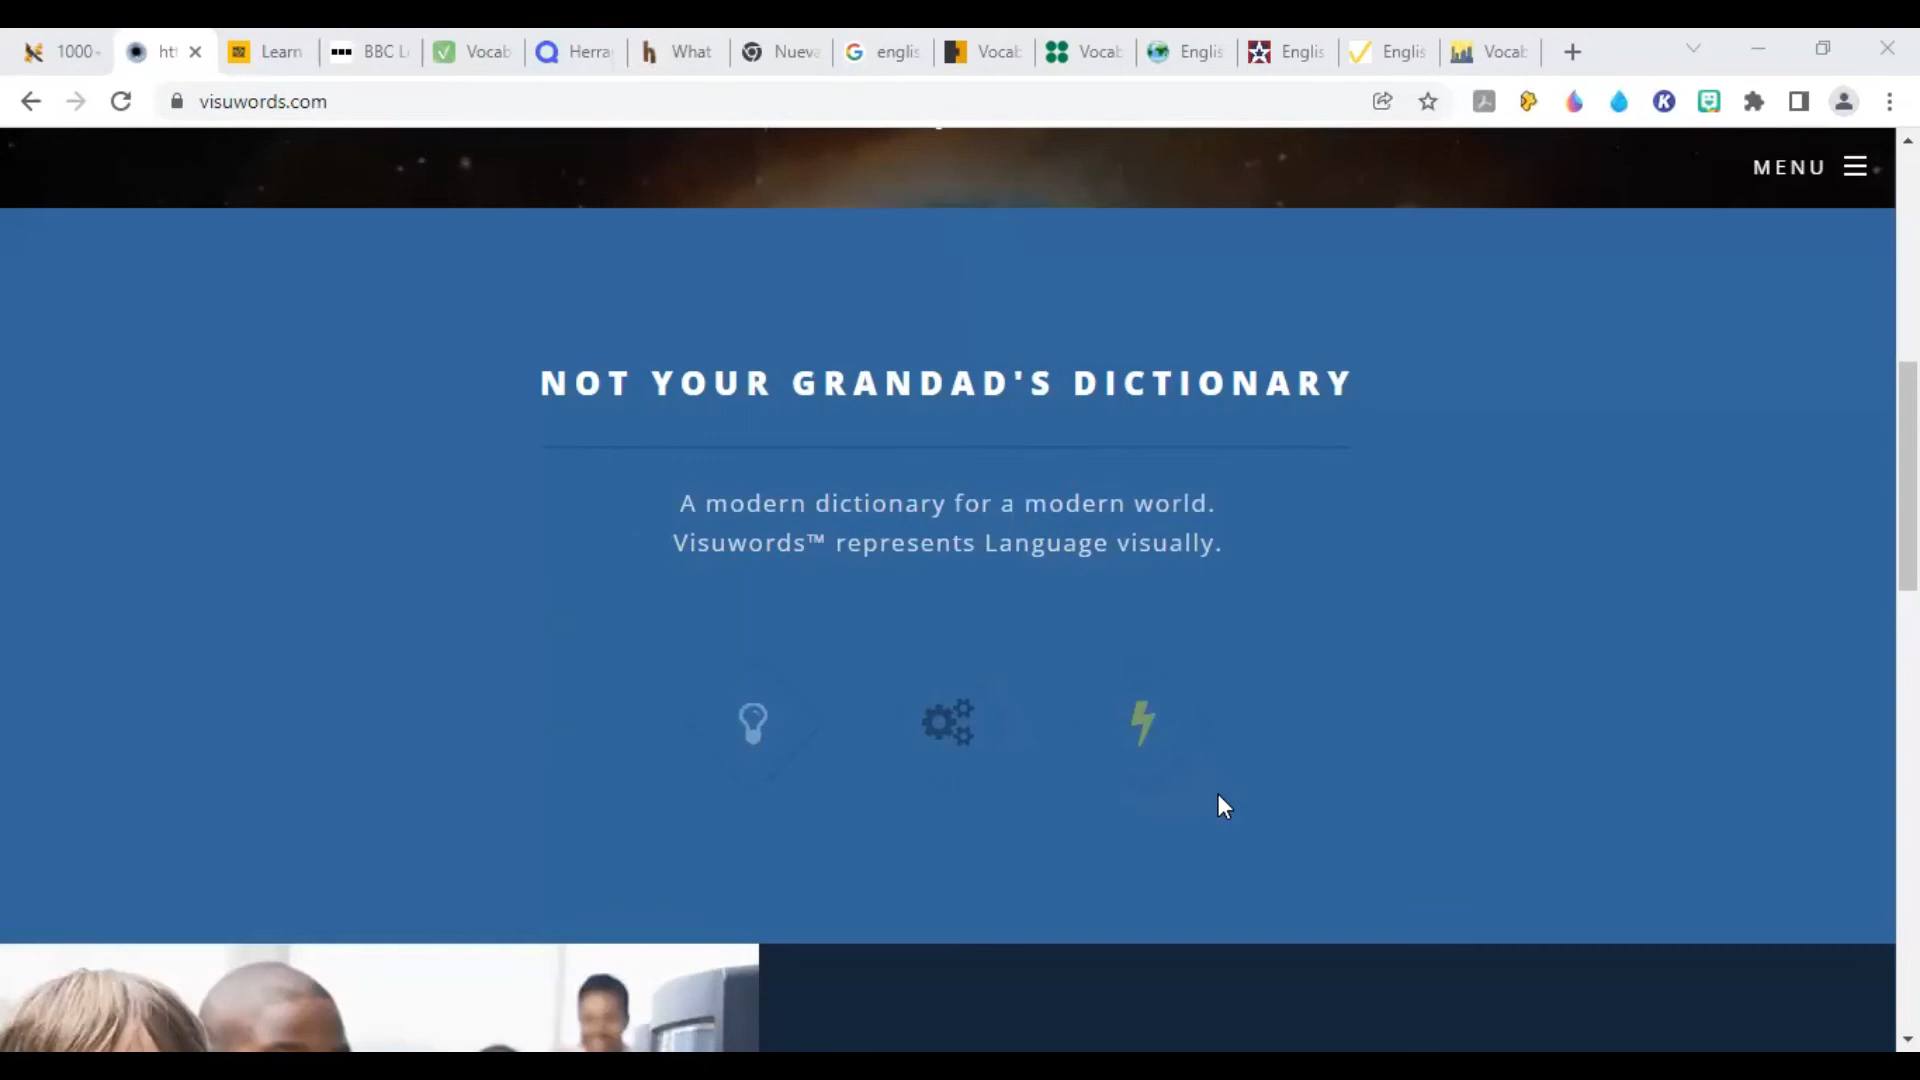 1000
ht
Learn
BBC L
Vocab
Herra
What
Nueva
englis
Vocab
Vocab
Englis
Englis
Englis
Vocab
visuwords.com
MENU
NOT YOUR GRANDAD'S DICTIONARY
A modern dictionary for a modern world.
Visuwords™ represents Language visually.